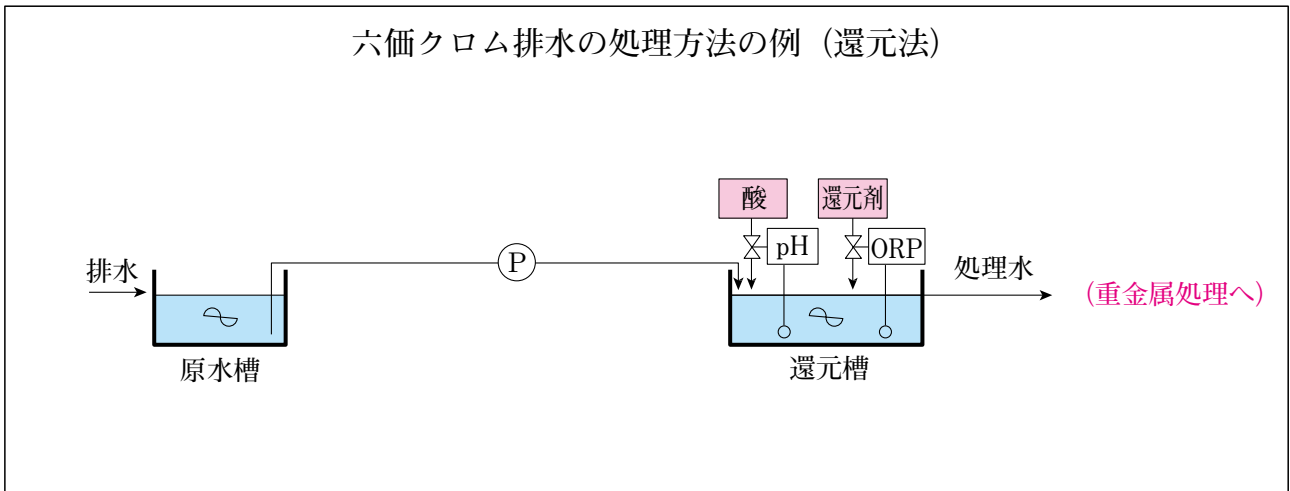 六価クロム排水の処理方法の例（還元法）
酸
還元剤
pH
ORP
排水
P
処理水
（重金属処理へ）
原水槽
還元槽